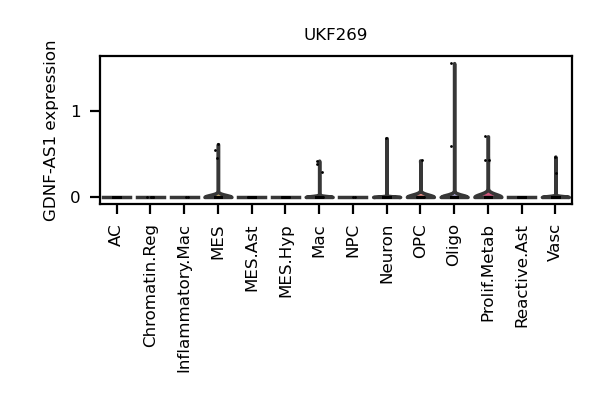 UKF269
GDNF-AS1 expression
1
0
AC
Chromatin.Reg
Inflammatory.Mac
MES
MES.Ast
MES.Hyp
Mac
NPC
Neuron
OPC
Oligo
Prolif.Metab
Reactive.Ast
Vasc